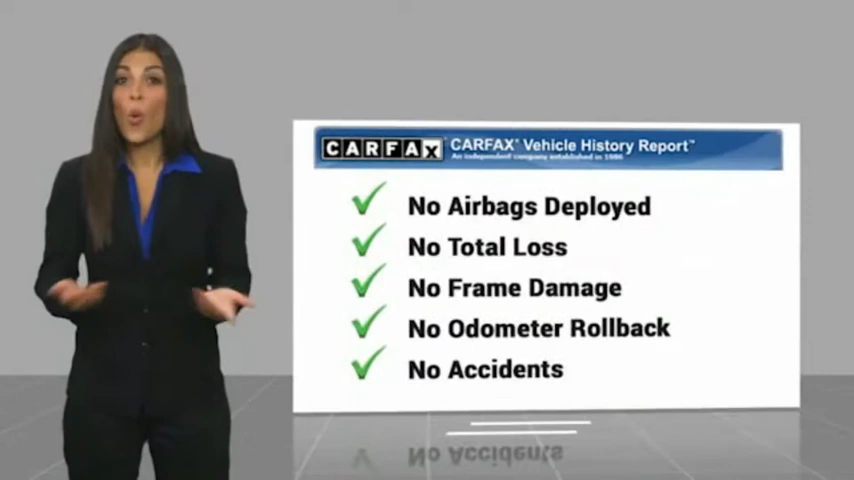 CARFAX CARFAX® Vehicle History Report™
An independent company established in 1986
No Airbags Deployed
No Total Loss
No Frame Damage
No Odometer Rollback
No Accidents
No Accidents